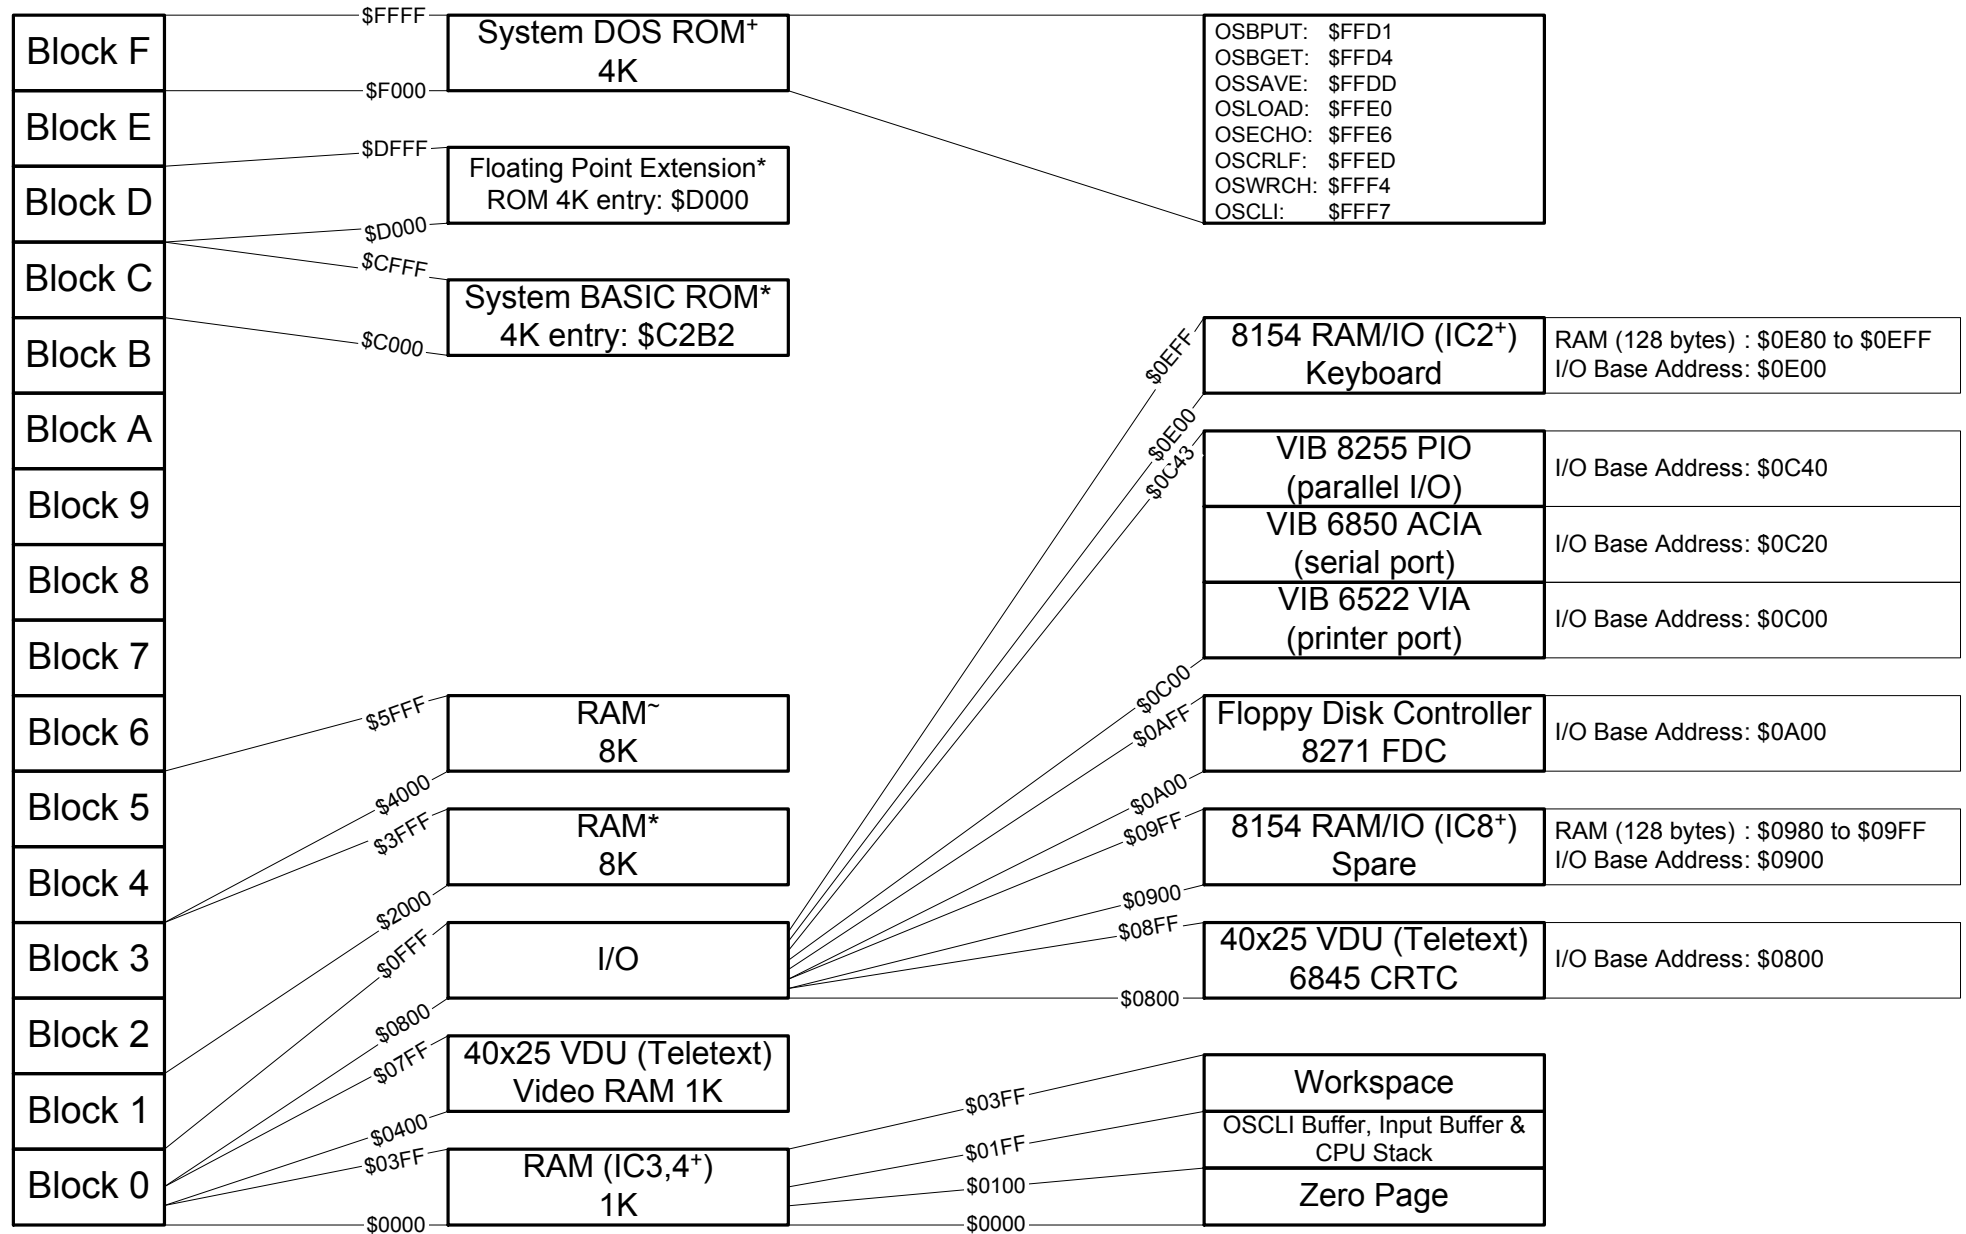 Block F
Block E
Block D
Block C
Block B
Block A
Block 9
Block 8
Block 7
Block 6
Block 5
Block 4
Block 3
Block 2
Block 1
Block 0
$FFFF
$F000
System DOS ROM+
4K
$DFFF
$D000
Floating Point Extension*
ROM 4K entry: $D000
$CFFF
$C000
System BASIC ROM*
4K entry: $C2B2
$5FFF
$4000
RAM~
8K
$3FFF
$2000
RAM*
8K
$0FFF
$0800
I/O
$07FF
$0400
40x25 VDU (Teletext)
Video RAM 1K
$03FF
$0000
RAM (IC3,4+)
1K
OSBPUT: $FFD1
OSBGET: $FFD4
OSSAVE: $FFDD
OSLOAD: $FFE0
OSECHO: $FFE6
OSCRLF: $FFED
OSWRCH: $FFF4
OSCLI: $FFF7
$0EFF
$0E00
8154 RAM/IO (IC2+)
Keyboard
RAM (128 bytes) : $0E80 to $0EFF
I/O Base Address: $0E00
$0C43
VIB 8255 PIO
(parallel I/O)
I/O Base Address: $0C40
VIB 6850 ACIA
(serial port)
I/O Base Address: $0C20
VIB 6522 VIA
(printer port)
I/O Base Address: $0C00
$0C00
$0AFF
$0A00
Floppy Disk Controller
8271 FDC
I/O Base Address: $0A00
$09FF
$0900
8154 RAM/IO (IC8+)
Spare
RAM (128 bytes) : $0980 to $09FF
I/O Base Address: $0900
$08FF
$0800
40x25 VDU (Teletext)
6845 CRTC
I/O Base Address: $0800
$03FF
$01FF
$0100
$0000
Workspace
OSCLI Buffer, Input Buffer &
CPU Stack
Zero Page